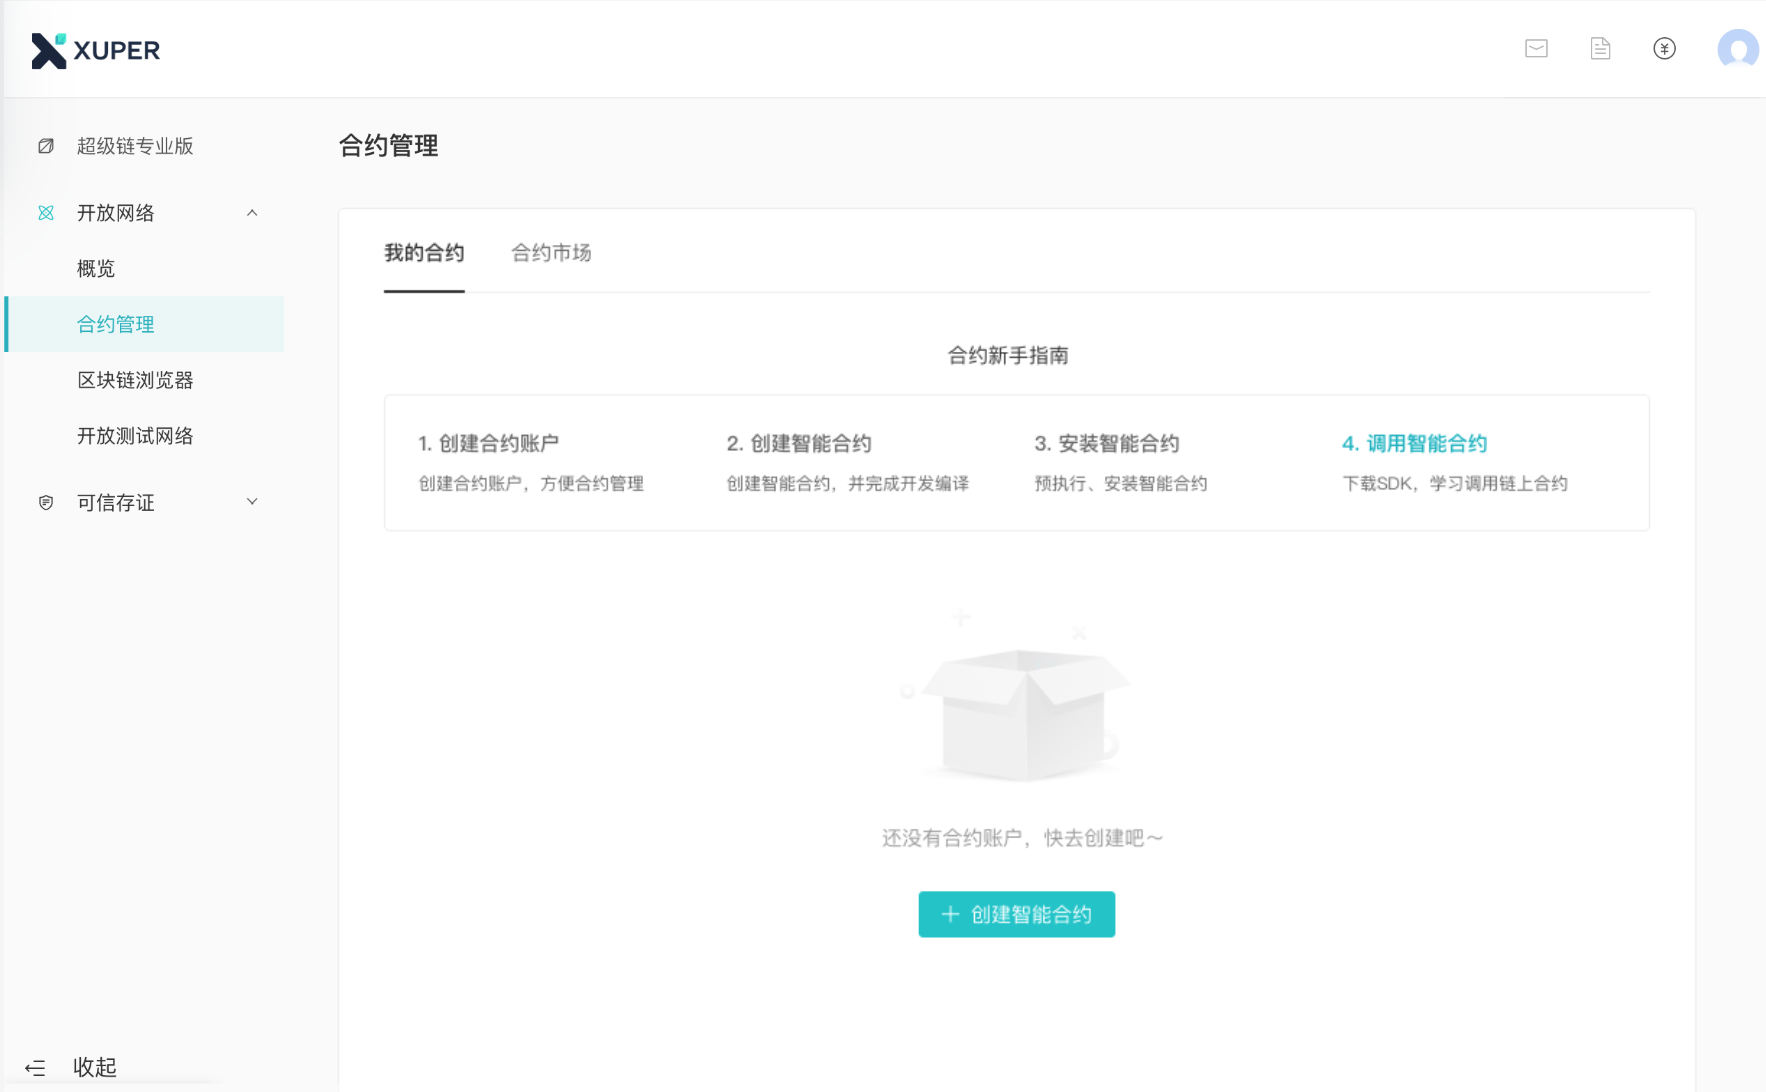 XUPER
超级链专业版
开放网络
概览
合约管理
区块链浏览器
开放测试网络
可信存证
收起
合约管理
我的合约 合约市场
合约新手指南
1. 创建合约账户
创建合约账户，方便合约管理
2. 创建智能合约
创建智能合约，并完成开发编译
3. 安装智能合约
预执行、安装智能合约
4. 调用智能合约
下载SDK，学习调用链上合约
还没有合约账户，快去创建吧～
+ 创建智能合约